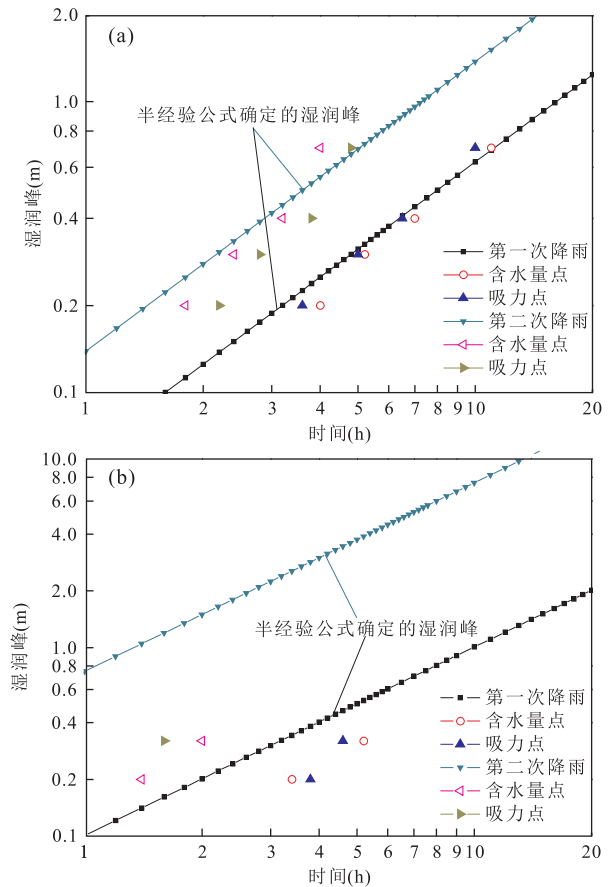 (a)
2.0
1.0
0.8
0.6
0.4
0.2
0.1
湿润峰(m)
半经验公式确定的湿润峰
第一次降雨
含水量点
吸力点
第二次降雨
含水量点
吸力点
1 2 3 4 5 6 7 8 9 10 20
时间(h)
(b)
10.0
8.0
6.0
4.0
2.0
1.0
0.8
0.6
0.4
0.2
0.1
湿润峰(m)
半经验公式确定的湿润峰
第一次降雨
含水量点
吸力点
第二次降雨
含水量点
吸力点
1 2 3 4 5 6 7 8 9 10 20
时间(h)